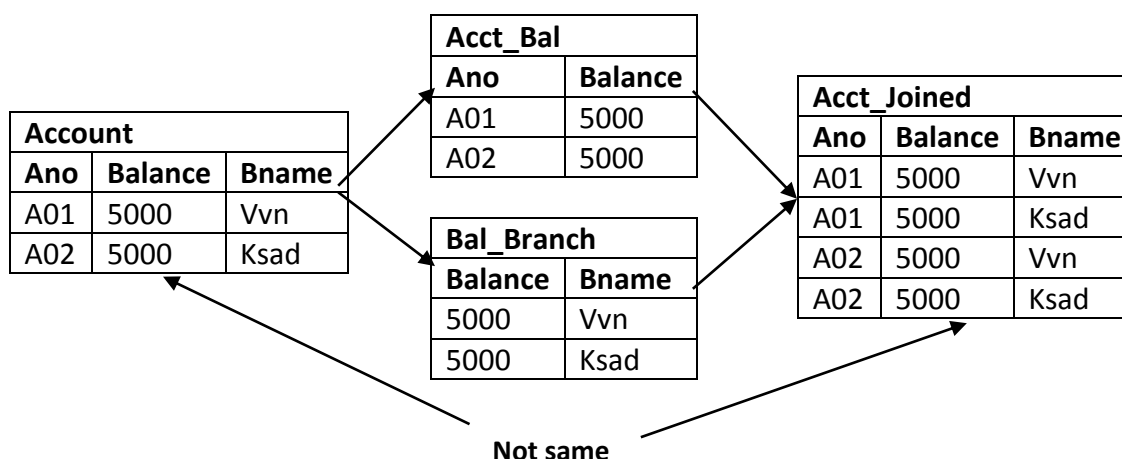 Acct_Bal
Ano Balance
A01 5000
A02 5000
Account
Ano Balance Bname
A01 5000 Vvn
A02 5000 Ksad
Bal_Branch
Balance Bname
5000 Vvn
5000 Ksad
Acct_Joined
Ano Balance Bname
A01 5000 Vvn
A01 5000 Ksad
A02 5000 Vvn
A02 5000 Ksad
Not same